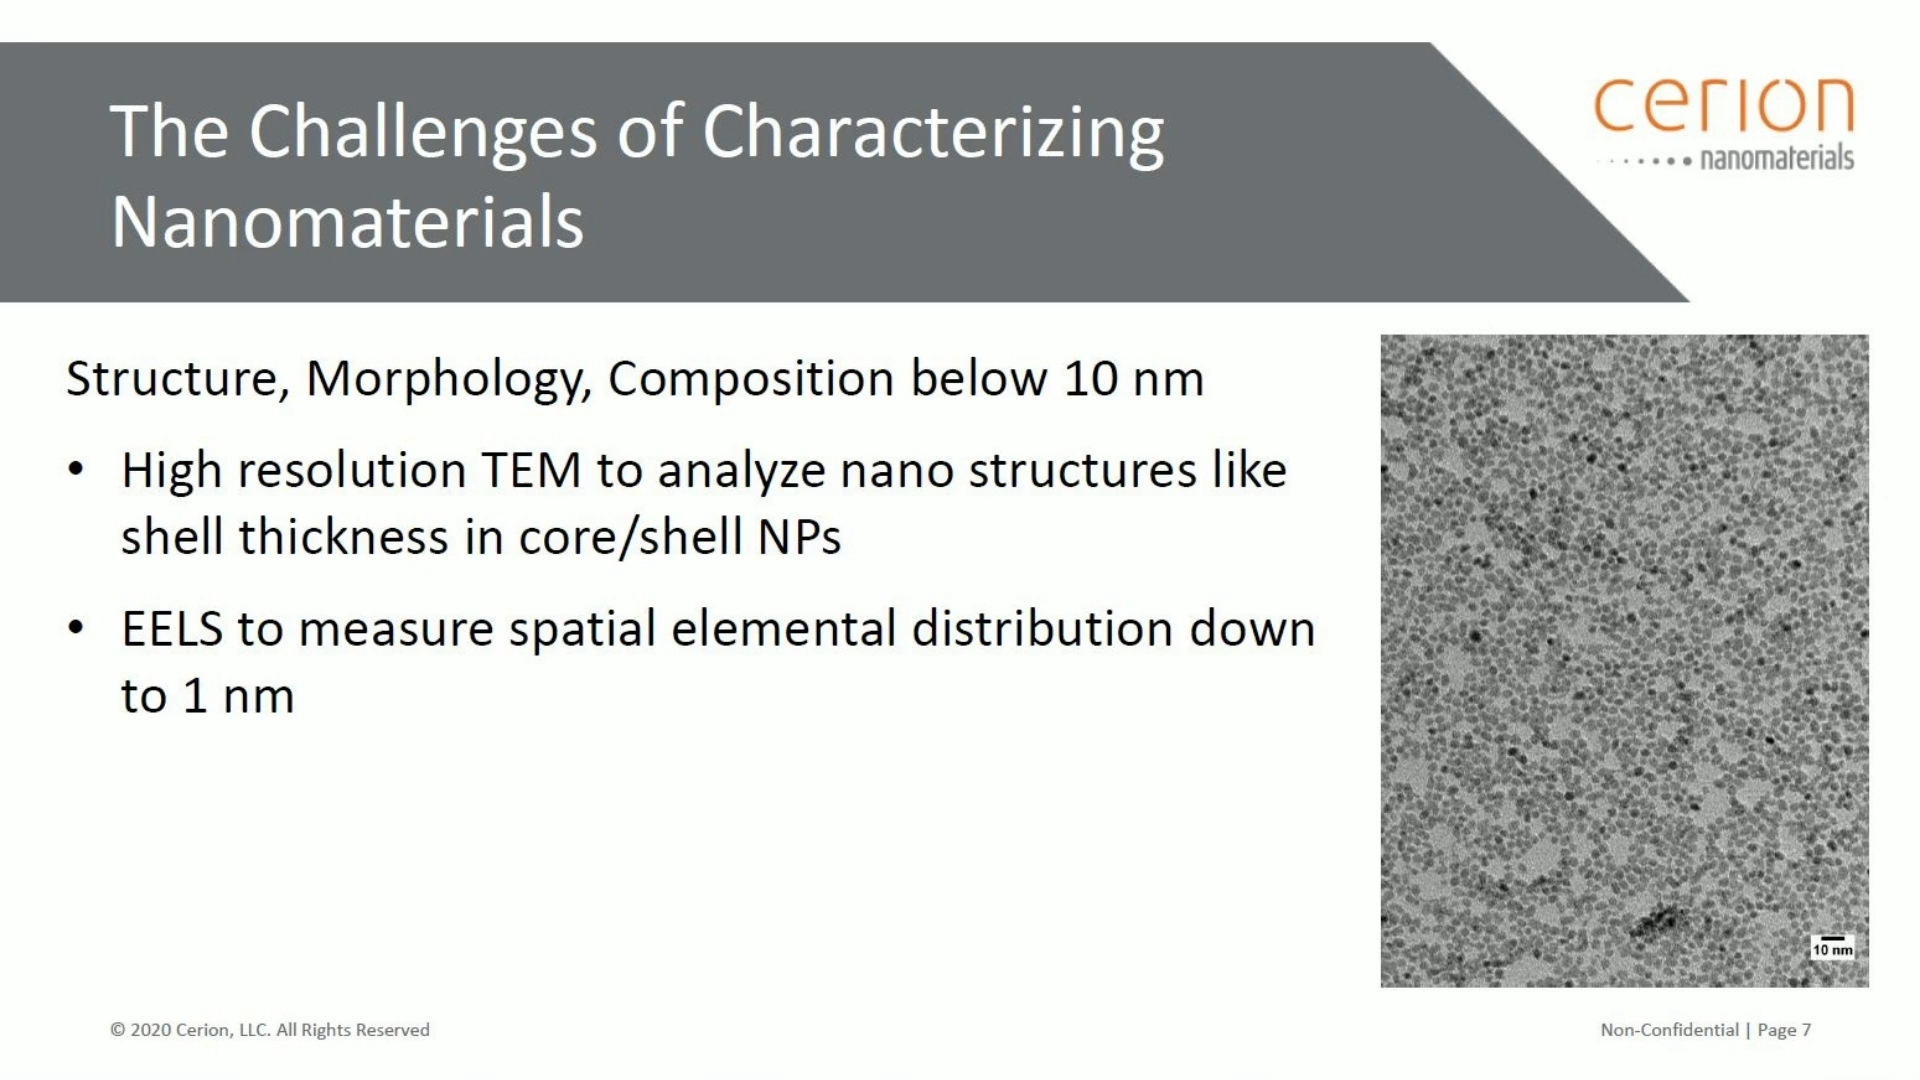 The Challenges of Characterizing
Nanomaterials
cerion
nanomaterials
Structure, Morphology, Composition below 10 nm
• High resolution TEM to analyze nano structures like
shell thickness in core/shell NPs
• EELS to measure spatial elemental distribution down
to 1 nm
10 nm
© 2020 Cerion, LLC. All Rights Reserved
Non-Confidential | Page 7